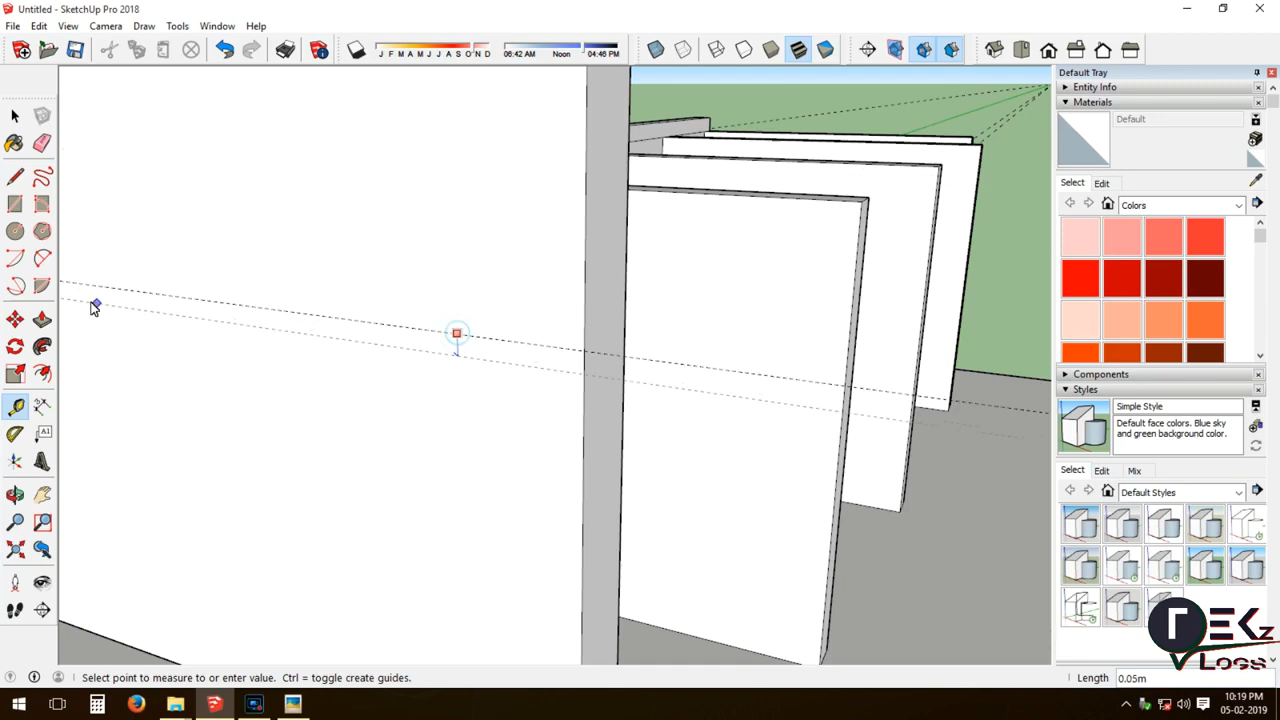 Untitled - SketchUp Pro 2018
File Edit View Camera Draw Tools Window Help
J F M A M J J A S O N D
06:42 AM Noon 04:46 PM
Default Tray
Entity Info
Materials
Default
Select Edit
Colors
Components
Styles
Simple Style
Default face colors. Blue sky and green background color.
Select Edit Mix
Default Styles
A1
TEKz
VLogs
Select point to measure to or enter value. Ctrl = toggle create guides.
Length 0.05m
10:19 PM
05-02-2019